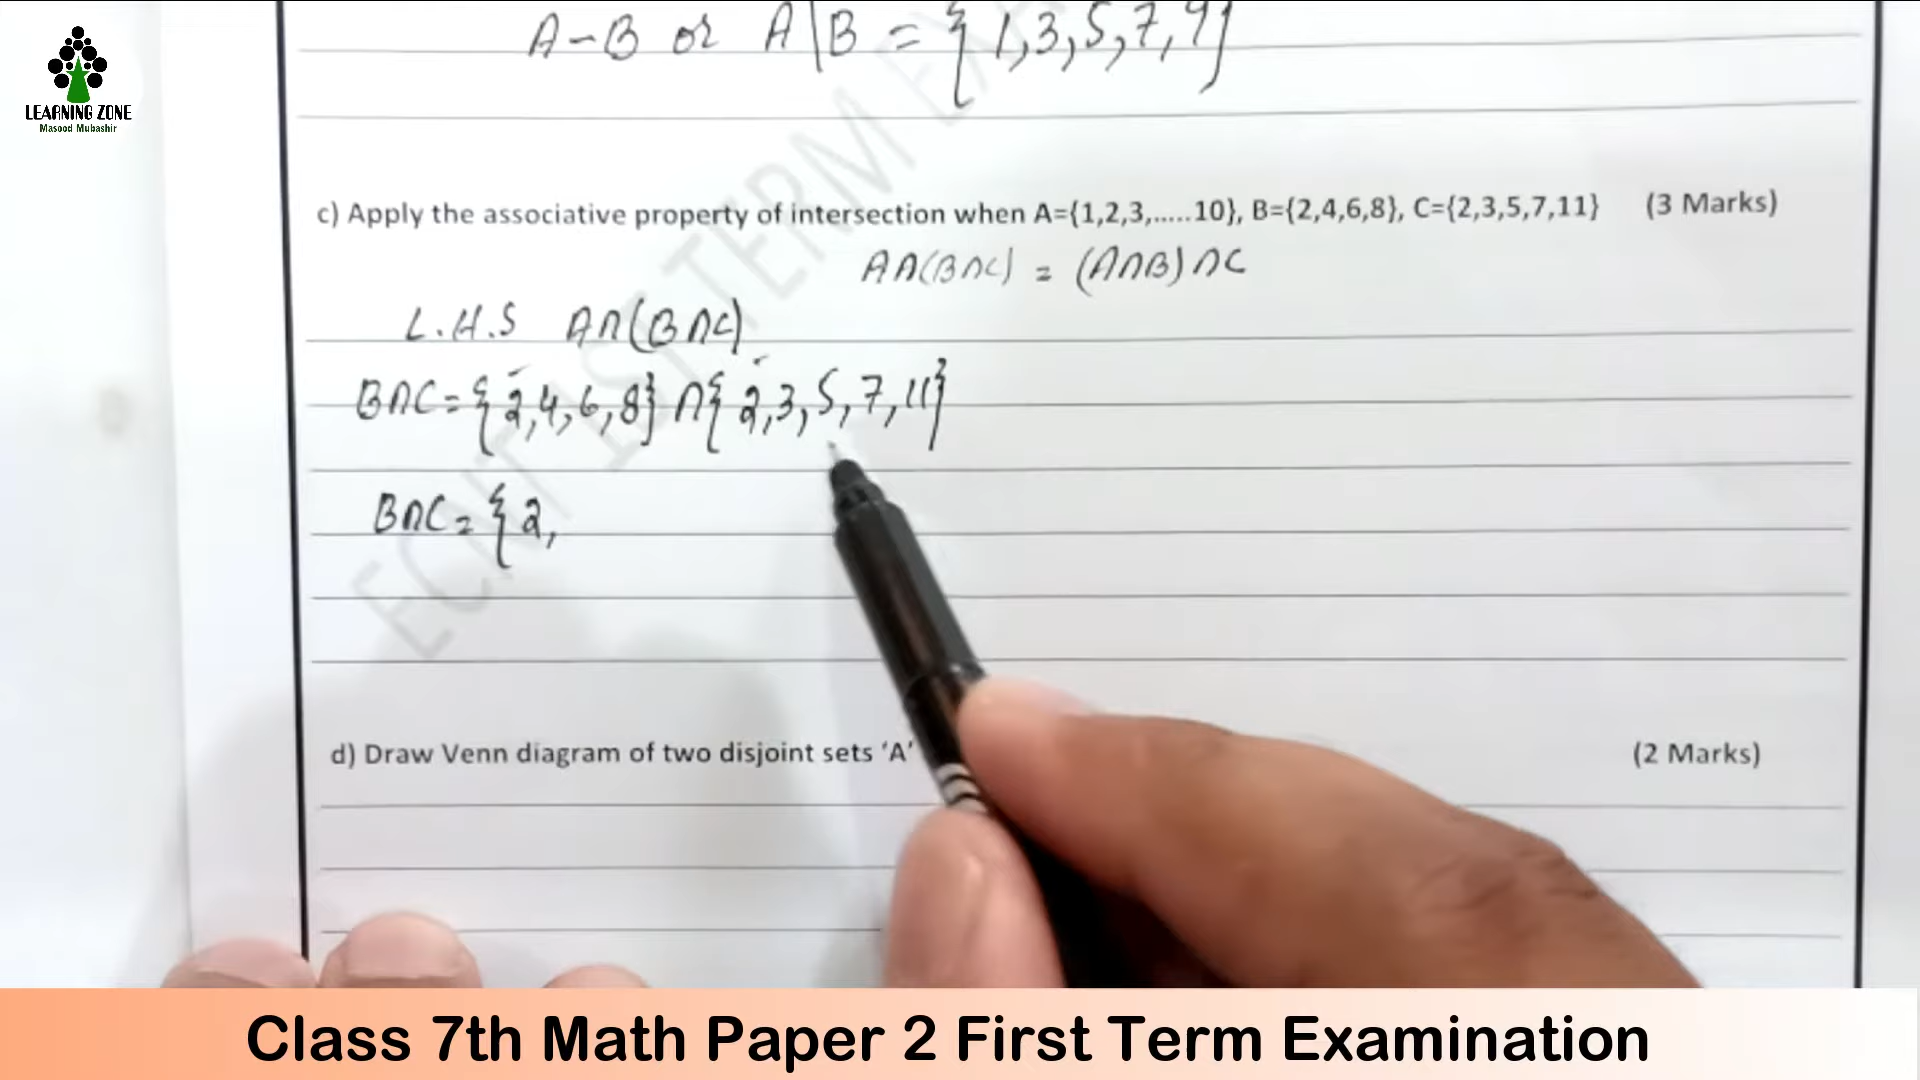 A-B or A\B = {1,3,5,7,9}
LEARNING ZONE
Masood Mubashir
c) Apply the associative property of intersection when A={1,2,3,.....10}, B={2,4,6,8}, C={2,3,5,7,11} (3 Marks)
A∩(B∩C) = (A∩B)∩C
L.H.S A∩(B∩C)
B∩C = {2,4,6,8} ∩ {2,3,5,7,11}
B∩C = {2,
d) Draw Venn diagram of two disjoint sets ‘A’ (2 Marks)
Class 7th Math Paper 2 First Term Examination